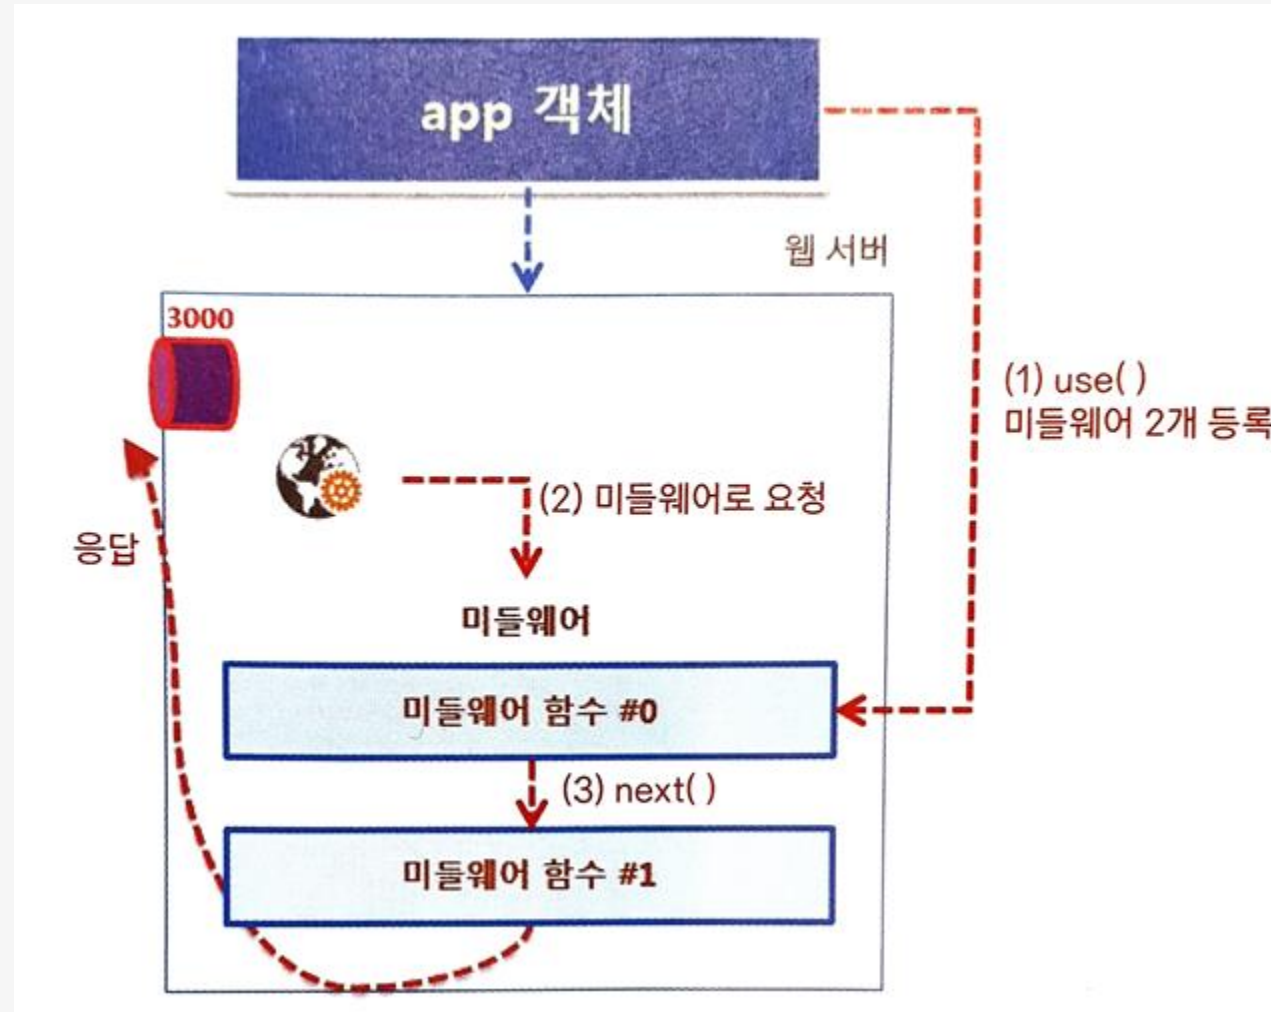 app 객체
웹 서버
3000
(1) use( )
미들웨어 2개 등록
(2) 미들웨어로 요청
응답
미들웨어
미들웨어 함수 #0
(3) next( )
미들웨어 함수 #1